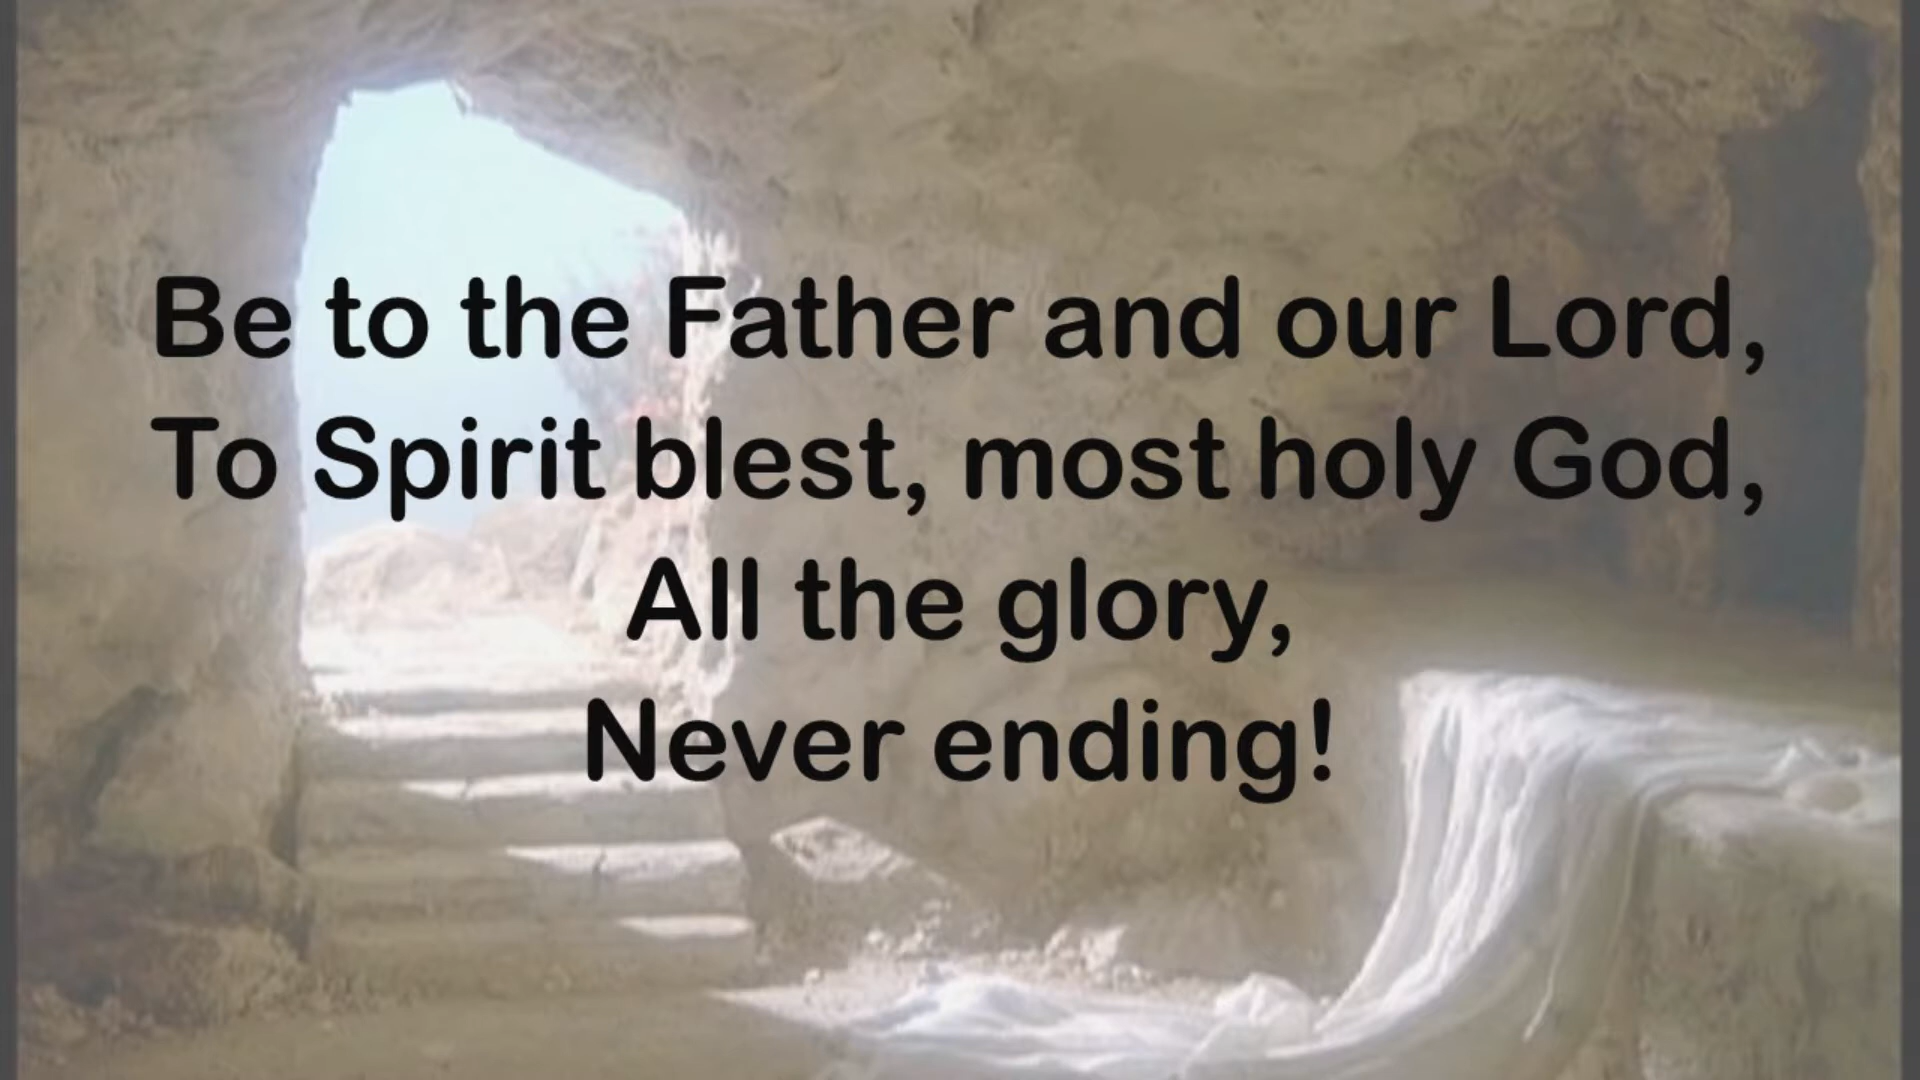 Be to the Father and our Lord,
To Spirit blest, most holy God,
All the glory,
Never ending!